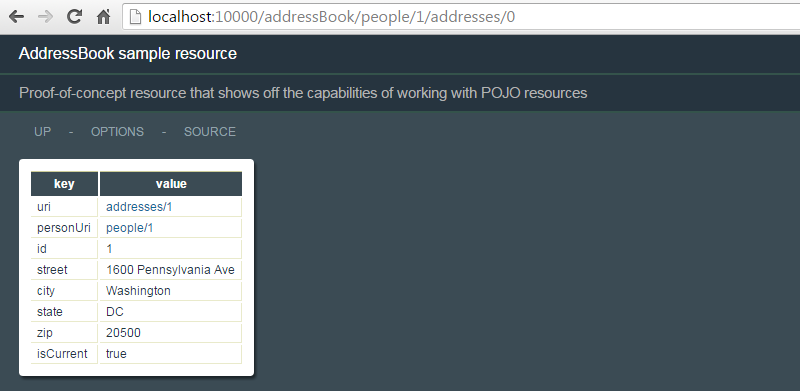 localhost:10000/addressBook/people/1/addresses/0
AddressBook sample resource
Proof-of-concept resource that shows off the capabilities of working with POJO resources
UP - OPTIONS - SOURCE
key value
uri addresses/1
personUri people/1
id 1
street 1600 Pennsylvania Ave
city Washington
state DC
zip 20500
isCurrent true